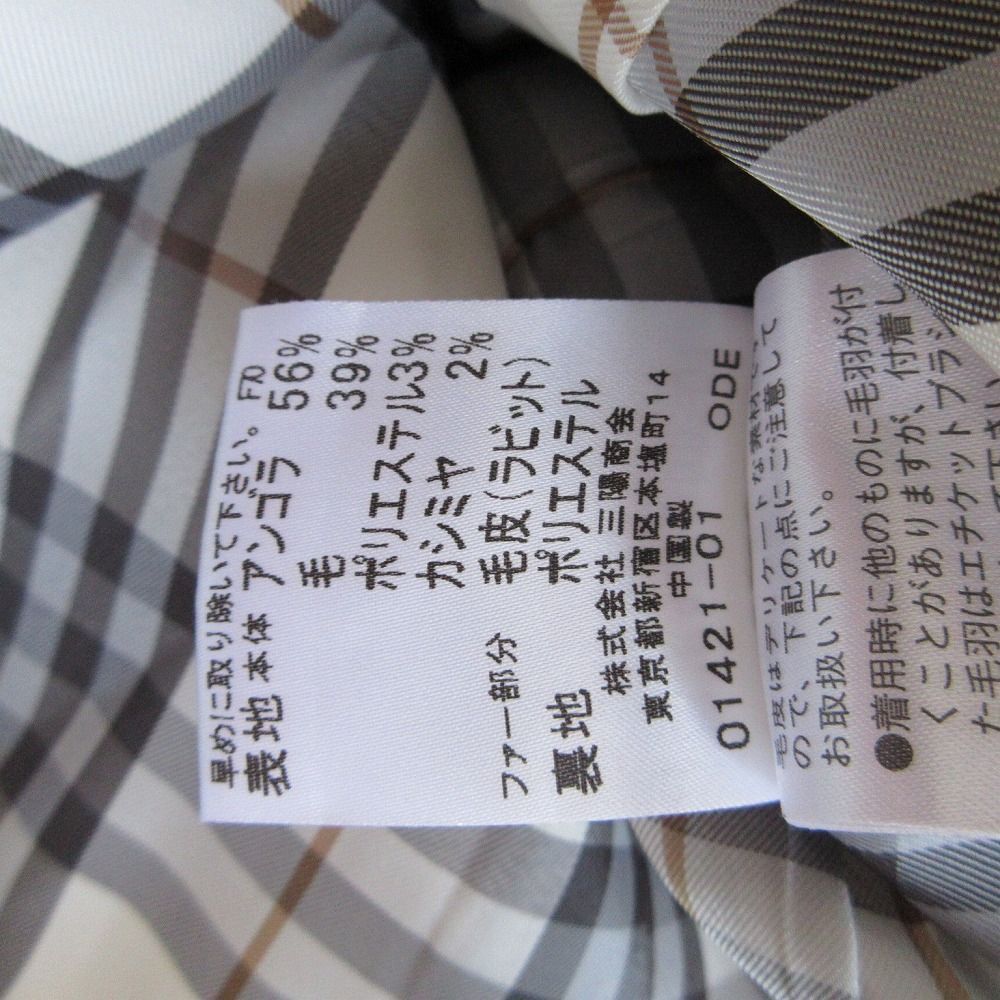 早めに取り除いて下さい。 F70
表地 本体 アンゴラ 56%
毛 39%
ポリエステル3%
カシミヤ 2%
ファー部分 毛皮(ラビット)
裏地 ポリエステル
株式会社 三陽商会
東京都新宿区本塩町14
中国製
01421-01 ODE
毛皮はデリケートな素材
ので、下記の点にご注意して
お取扱い下さい。
●着用時に他のものに毛羽が付
くことがありますが、付着し
た毛羽はエチケットブラシ